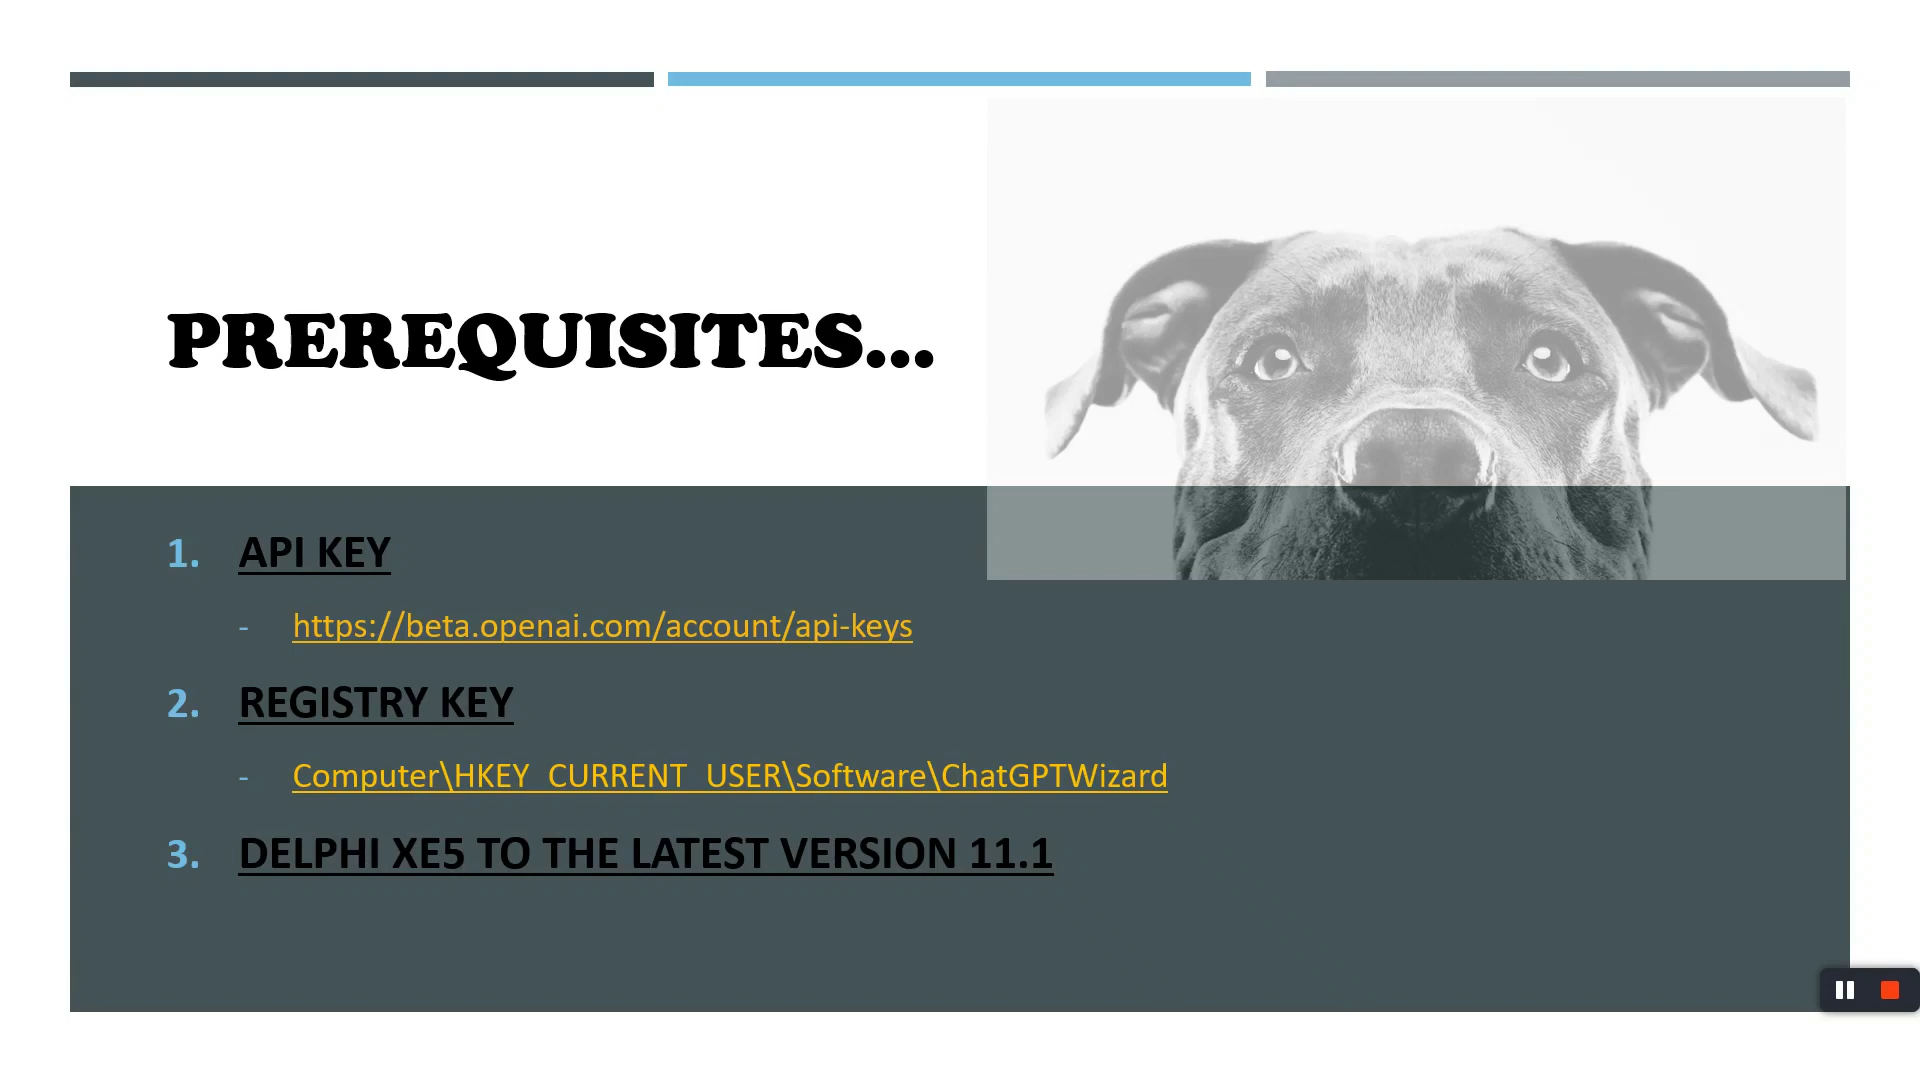 PREREQUISITES...
1. API KEY
- https://beta.openai.com/account/api-keys
2. REGISTRY KEY
- Computer\HKEY_CURRENT_USER\Software\ChatGPTWizard
3. DELPHI XE5 TO THE LATEST VERSION 11.1